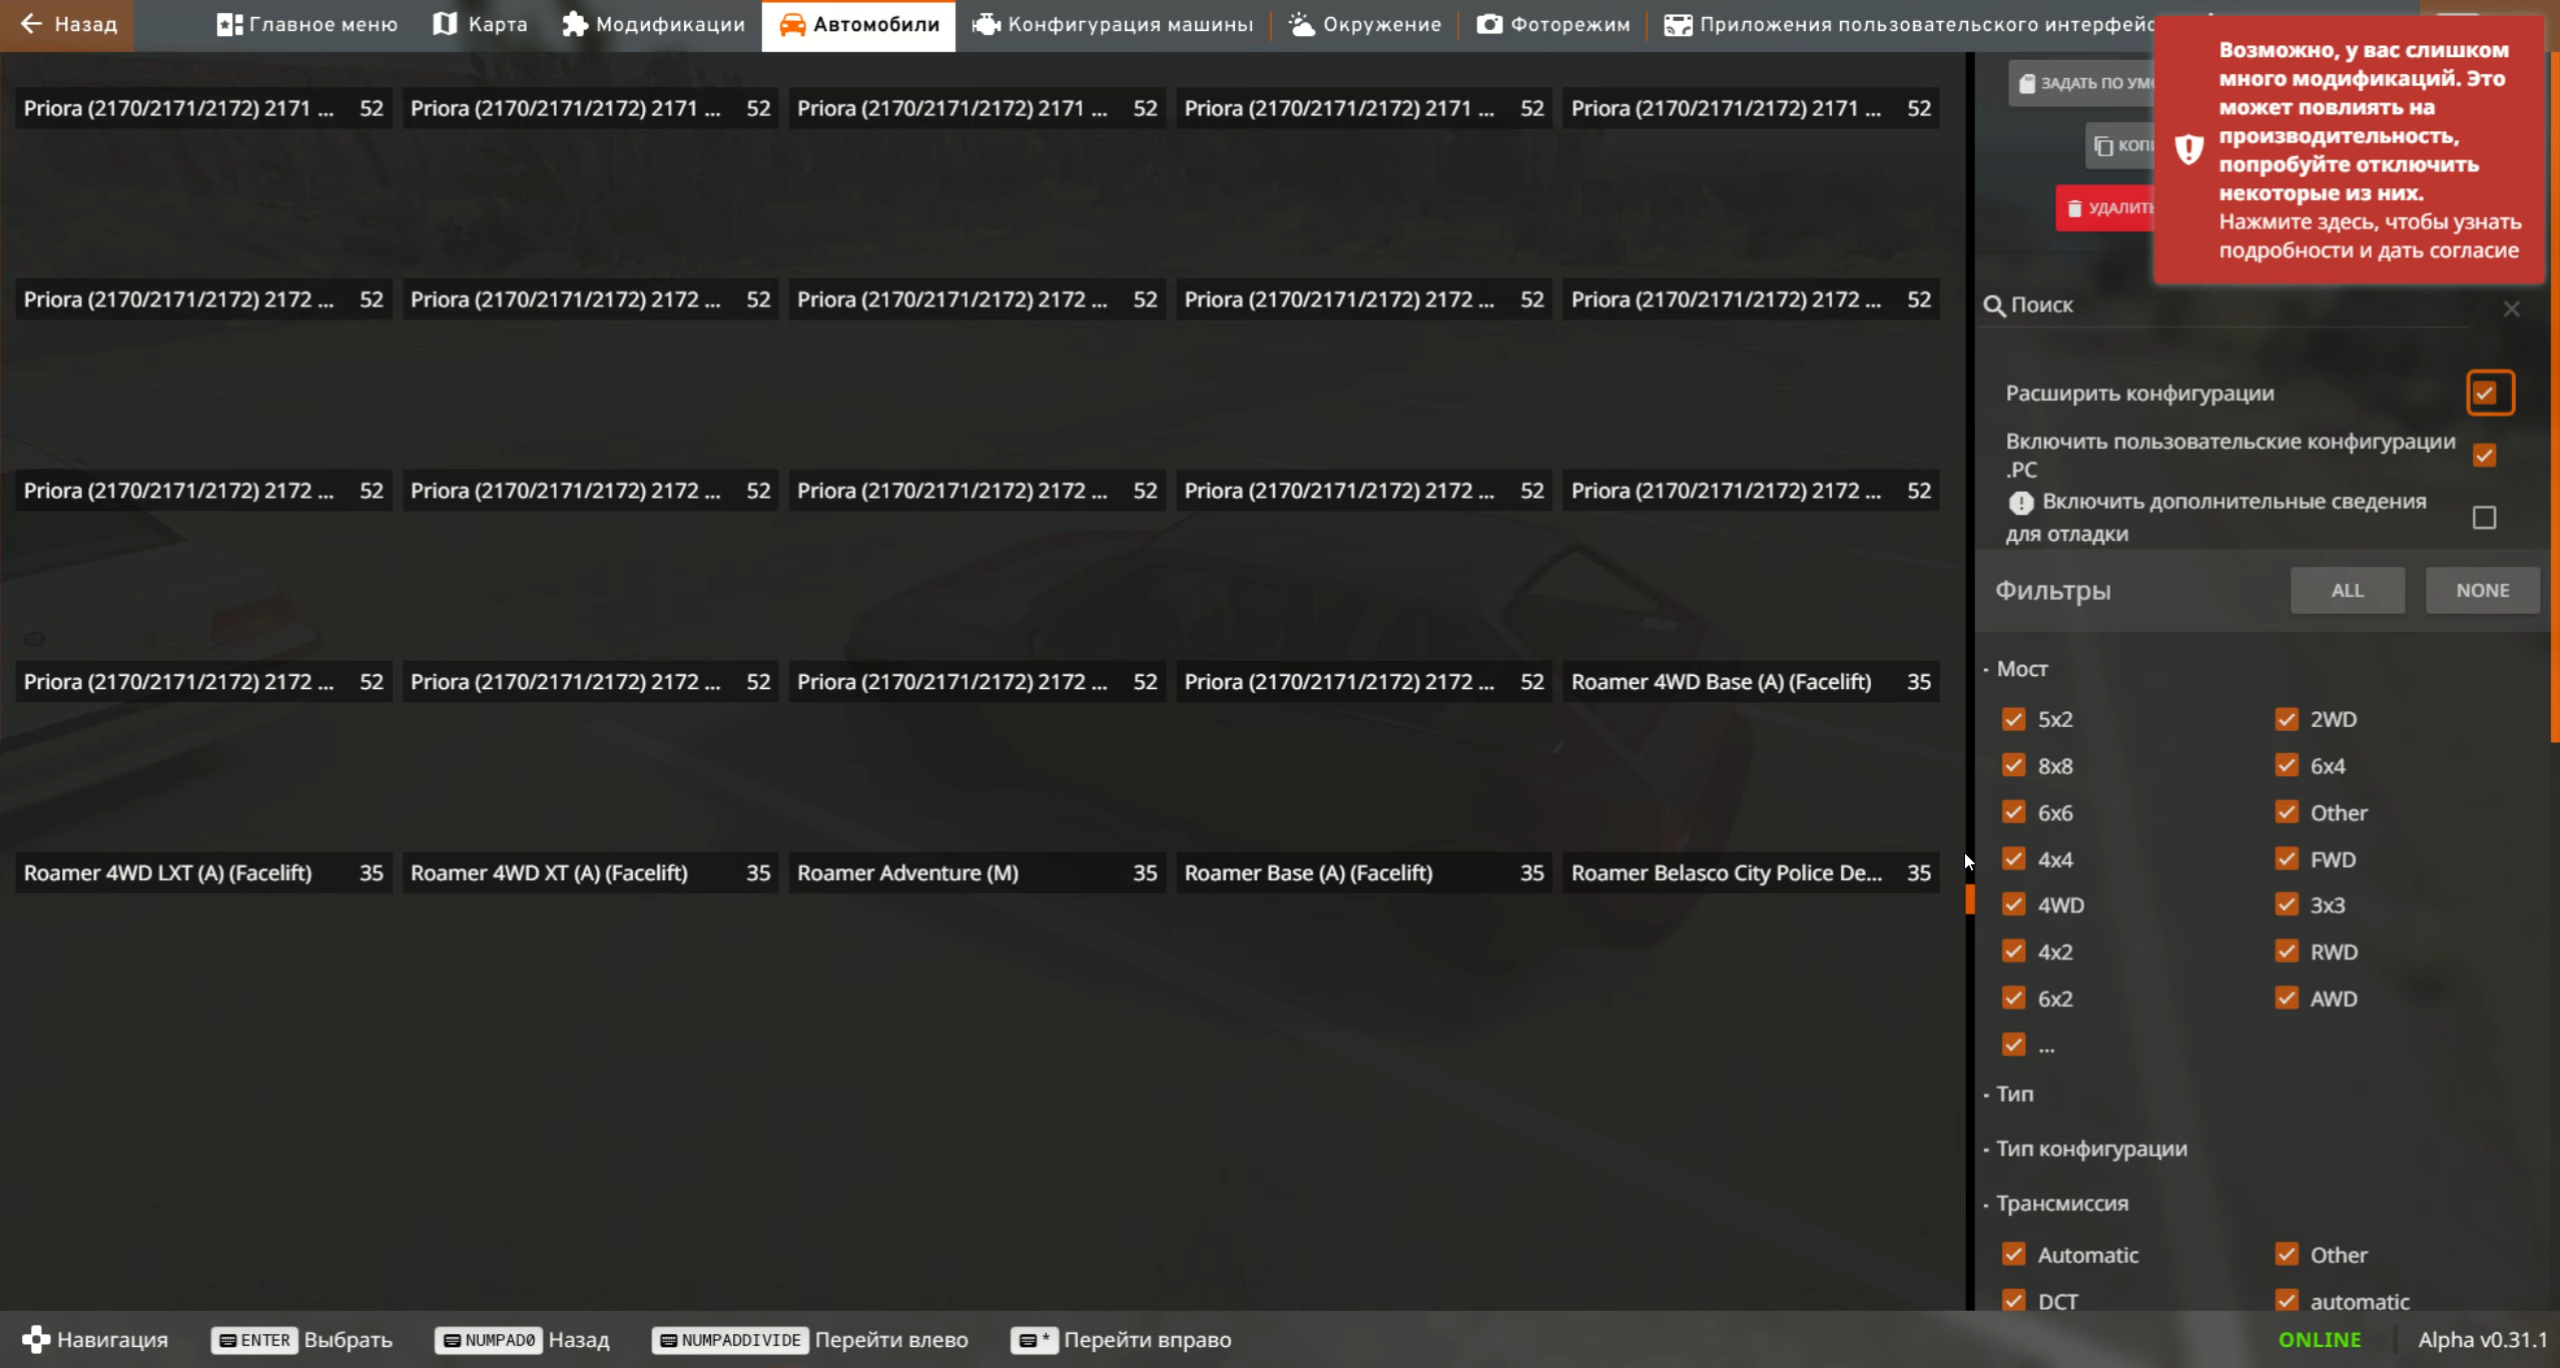 Назад
Главное меню
Карта
Модификации
Автомобили
Конфигурация машины
Окружение
Фоторежим
Приложения пользовательского интерфейс
Возможно, у вас слишком
много модификаций. Это
может повлиять на
производительность,
попробуйте отключить
некоторые из них.
Нажмите здесь, чтобы узнать
подробности и дать согласие
ЗАДАТЬ ПО УМО
КОПИ
УДАЛИТЬ
Priora (2170/2171/2172) 2171 ... 52
Priora (2170/2171/2172) 2171 ... 52
Priora (2170/2171/2172) 2171 ... 52
Priora (2170/2171/2172) 2171 ... 52
Priora (2170/2171/2172) 2171 ... 52
Priora (2170/2171/2172) 2172 ... 52
Priora (2170/2171/2172) 2172 ... 52
Priora (2170/2171/2172) 2172 ... 52
Priora (2170/2171/2172) 2172 ... 52
Priora (2170/2171/2172) 2172 ... 52
Priora (2170/2171/2172) 2172 ... 52
Priora (2170/2171/2172) 2172 ... 52
Priora (2170/2171/2172) 2172 ... 52
Priora (2170/2171/2172) 2172 ... 52
Priora (2170/2171/2172) 2172 ... 52
Priora (2170/2171/2172) 2172 ... 52
Priora (2170/2171/2172) 2172 ... 52
Priora (2170/2171/2172) 2172 ... 52
Priora (2170/2171/2172) 2172 ... 52
Roamer 4WD Base (A) (Facelift) 35
Roamer 4WD LXT (A) (Facelift) 35
Roamer 4WD XT (A) (Facelift) 35
Roamer Adventure (M) 35
Roamer Base (A) (Facelift) 35
Roamer Belasco City Police De... 35
Поиск
Расширить конфигурации
Включить пользовательские конфигурации
.PC
Включить дополнительные сведения
для отладки
Фильтры
ALL
NONE
- Мост
5x2
2WD
8x8
6x4
6x6
Other
4x4
FWD
4WD
3x3
4x2
RWD
6x2
AWD
...
- Тип
- Тип конфигурации
- Трансмиссия
Automatic
Other
DCT
automatic
Навигация
ENTER Выбрать
NUMPAD0 Назад
NUMPADDIVIDE Перейти влево
* Перейти вправо
ONLINE
Alpha v0.31.1